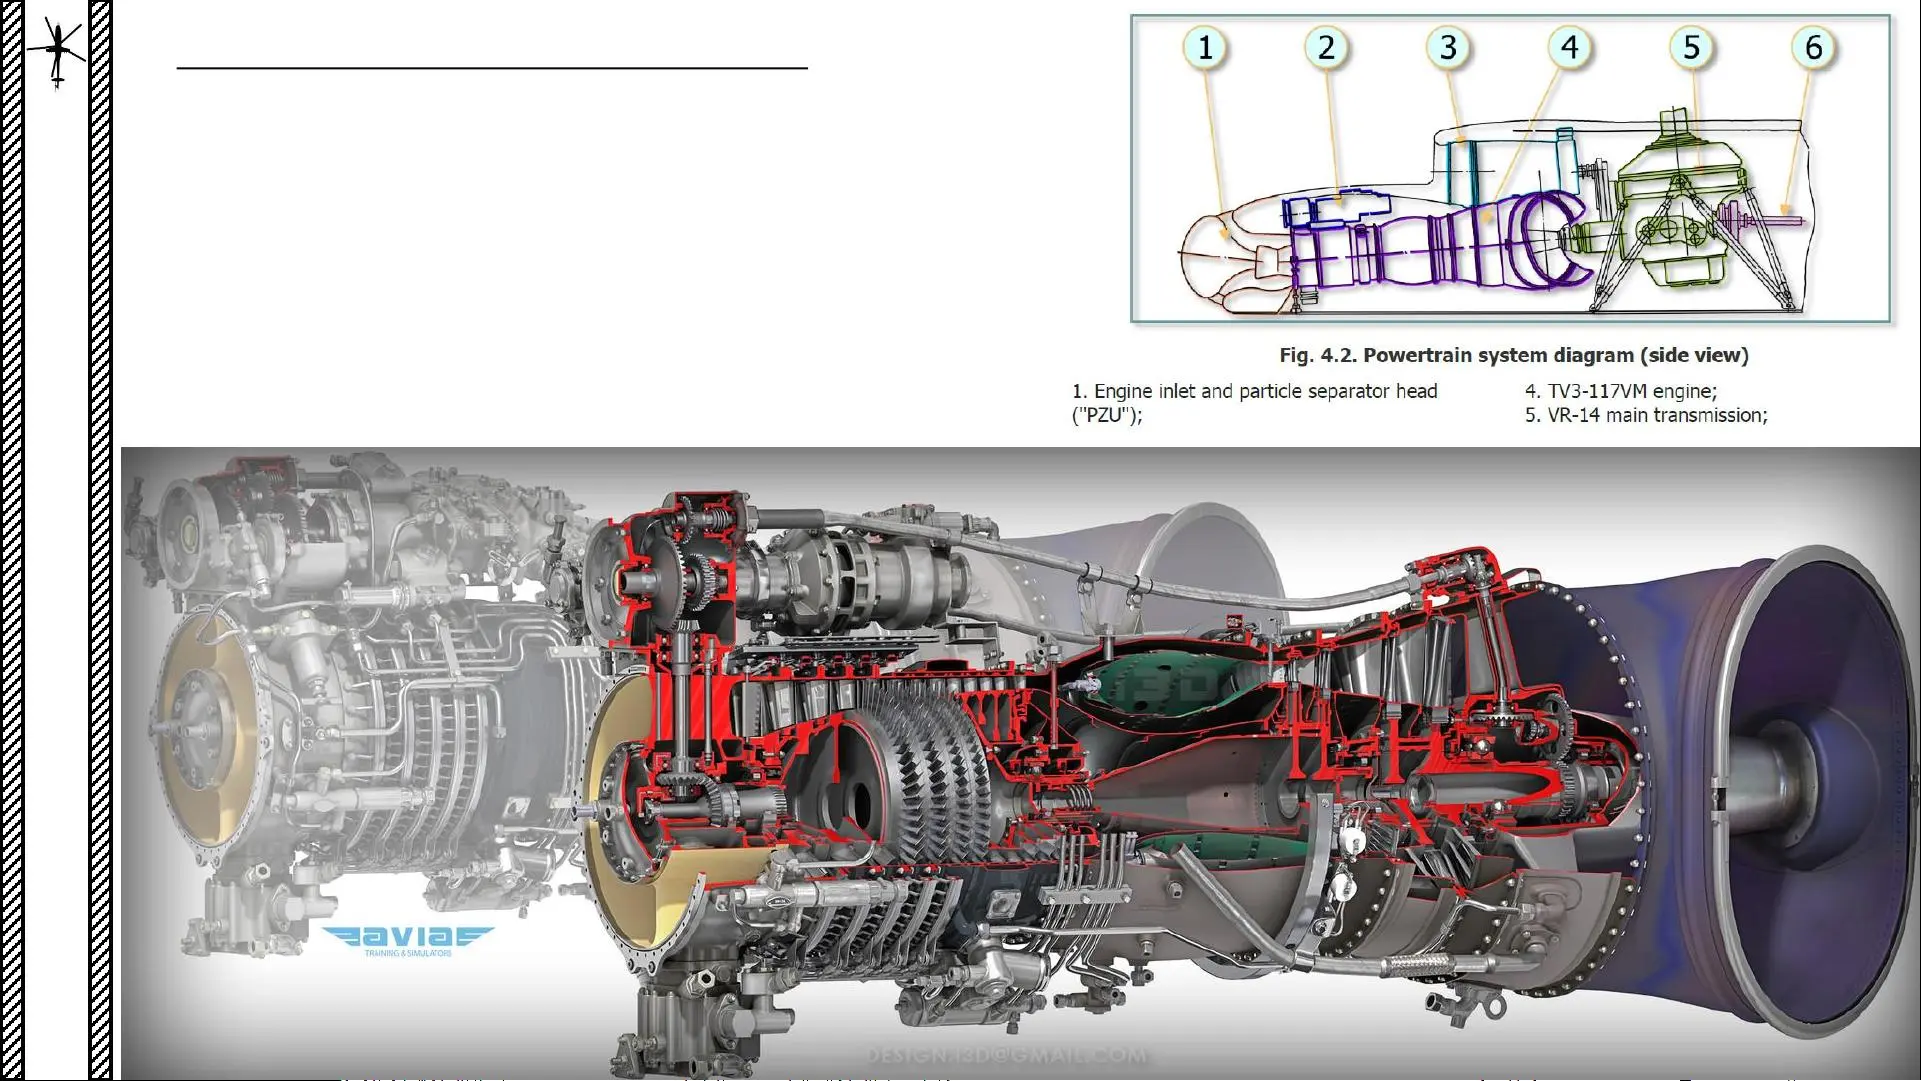 1 2 3 4 5 6
Fig. 4.2. Powertrain system diagram (side view)
1. Engine inlet and particle separator head
("PZU");
4. TV3-117VM engine;
5. VR-14 main transmission;
avias
TRAINING & SIMULATORS
DESIGN.I3D@GMAIL.COM